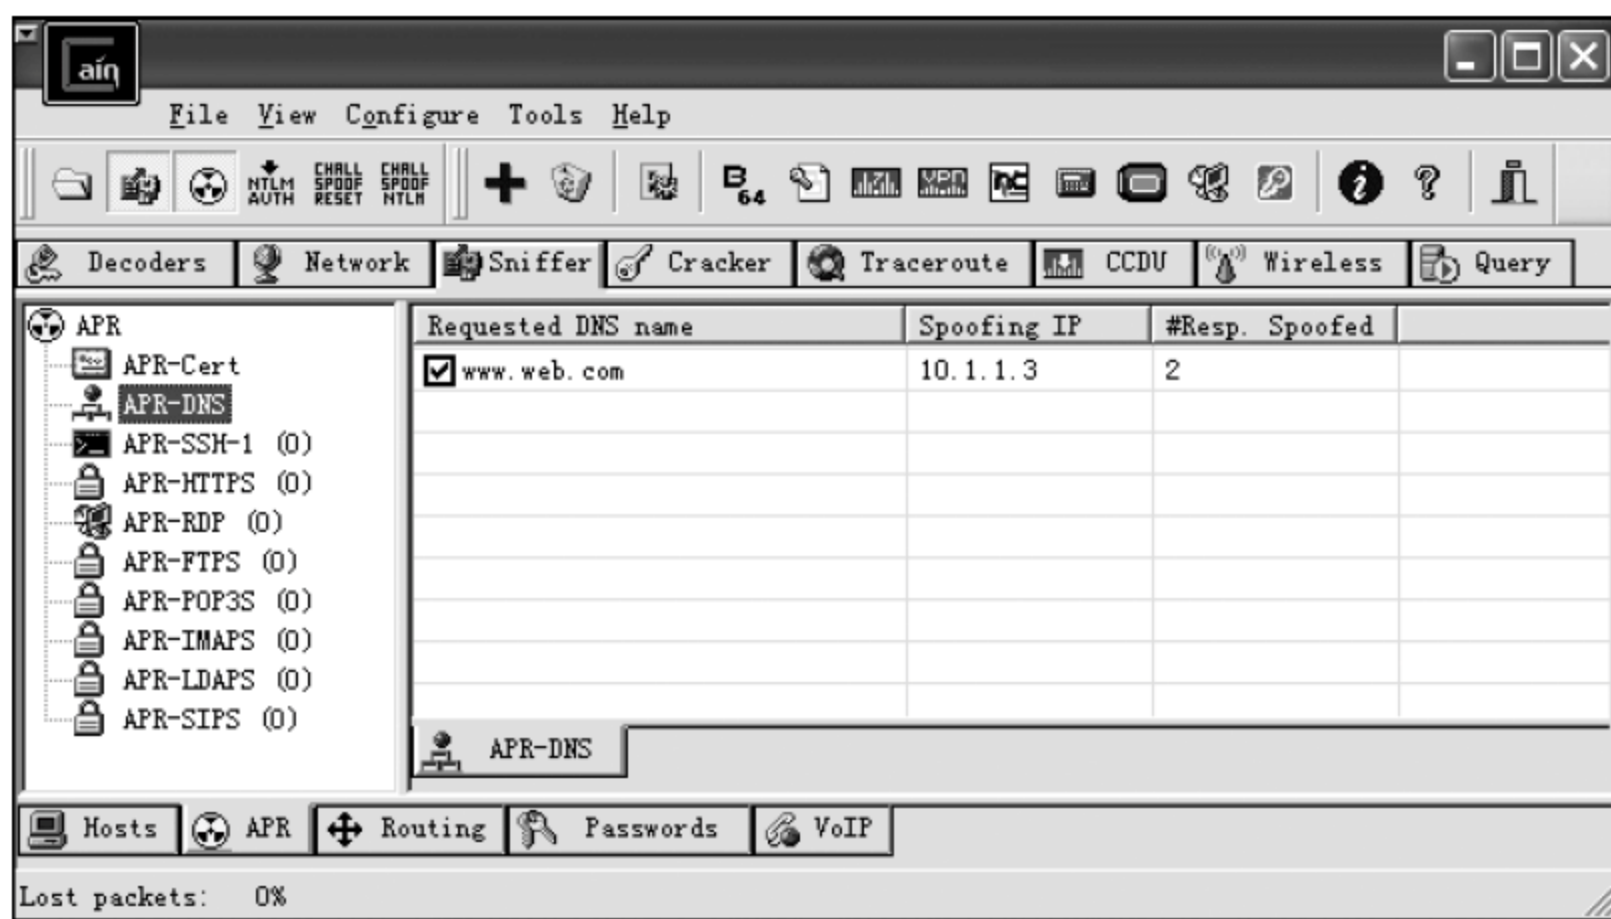 ain
File View Configure Tools Help
NTLM AUTH CHALL SPOOF RESET CHALL SPOOF NTLM B64
Decoders Network Sniffer Cracker Traceroute CCDU Wireless Query
APR
APR-Cert
APR-DNS
APR-SSH-1 (0)
APR-HTTPS (0)
APR-RDP (0)
APR-FTPS (0)
APR-POP3S (0)
APR-IMAPS (0)
APR-LDAPS (0)
APR-SIPS (0)
Requested DNS name Spoofing IP #Resp. Spoofed
www.web.com 10.1.1.3 2
APR-DNS
Hosts APR Routing Passwords VoIP
Lost packets: 0%